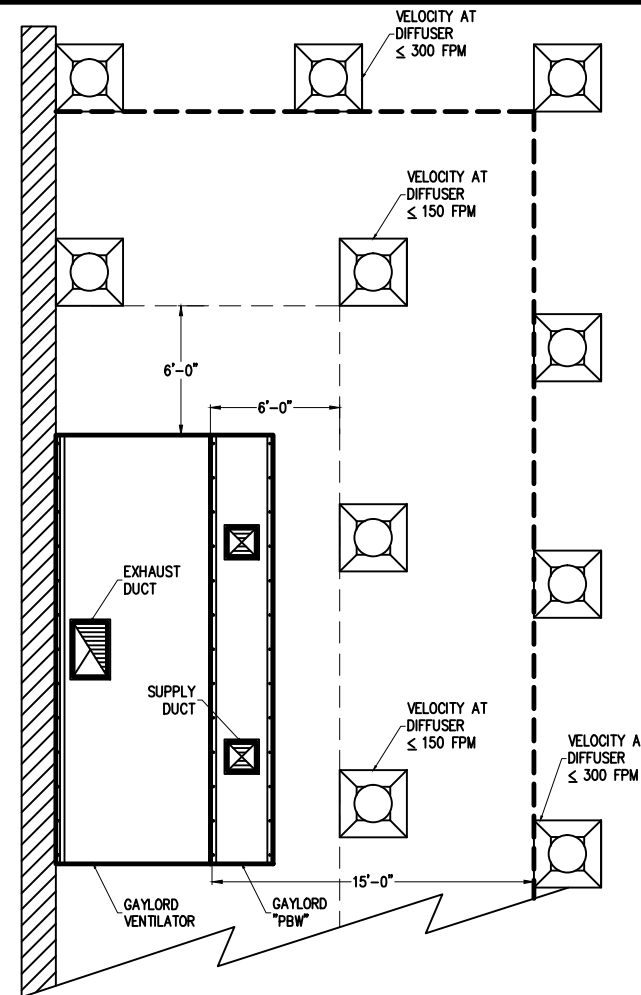 VELOCITY AT
DIFFUSER
≤ 300 FPM
VELOCITY AT
DIFFUSER
≤ 150 FPM
6'-0"
6'-0"
EXHAUST
DUCT
SUPPLY
DUCT
VELOCITY AT
DIFFUSER
≤ 150 FPM
VELOCITY A
DIFFUSER
≤ 300 FPM
15'-0"
GAYLORD
VENTILATOR
GAYLORD
"PBW"